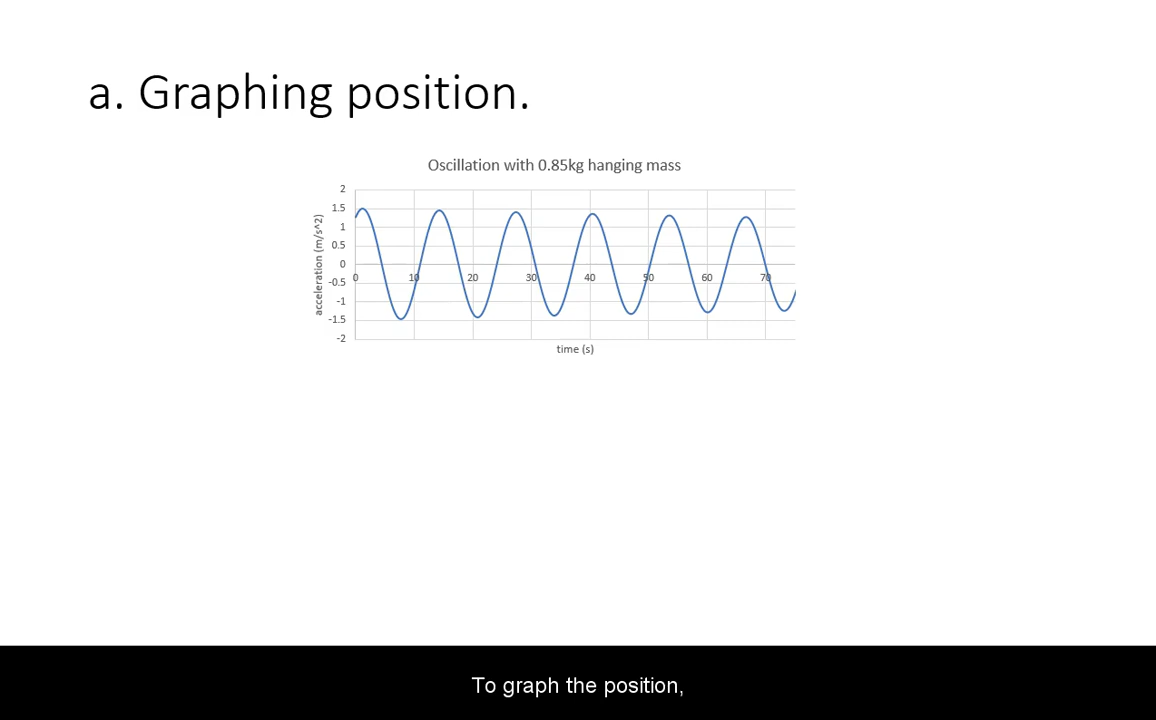 a. Graphing position.
Oscillation with 0.85kg hanging mass
acceleration (m/s^2)
2
1.5
1
0.5
0
-0.5
-1
-1.5
-2
0 10 20 30 40 50 60 70
time (s)
To graph the position,